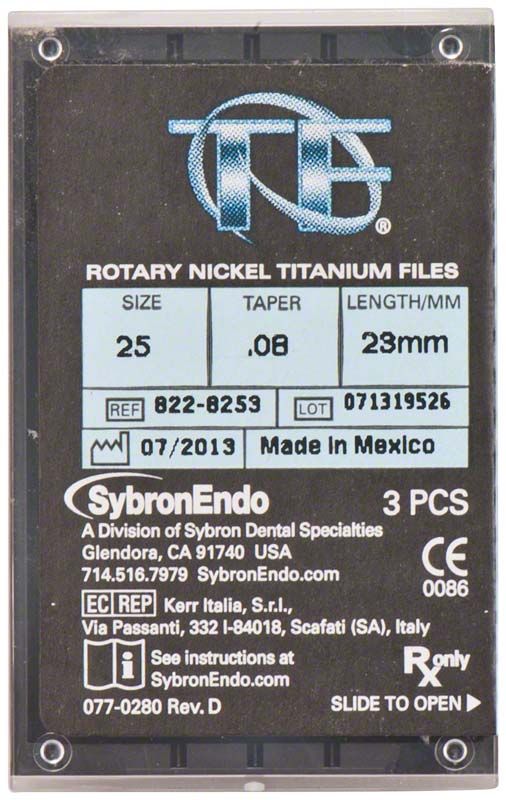 TF®
ROTARY NICKEL TITANIUM FILES
SIZE TAPER LENGTH/MM
25 .08 23mm
REF 822-8253 LOT 071319526
07/2013 Made in Mexico
SybronEndo 3 PCS
A Division of Sybron Dental Specialties
Glendora, CA 91740 USA
714.516.7979 SybronEndo.com
CE
0086
EC REP Kerr Italia, S.r.l.,
Via Passanti, 332 I-84018, Scafati (SA), Italy
i See instructions at
SybronEndo.com
Rx only
077-0280 Rev. D SLIDE TO OPEN